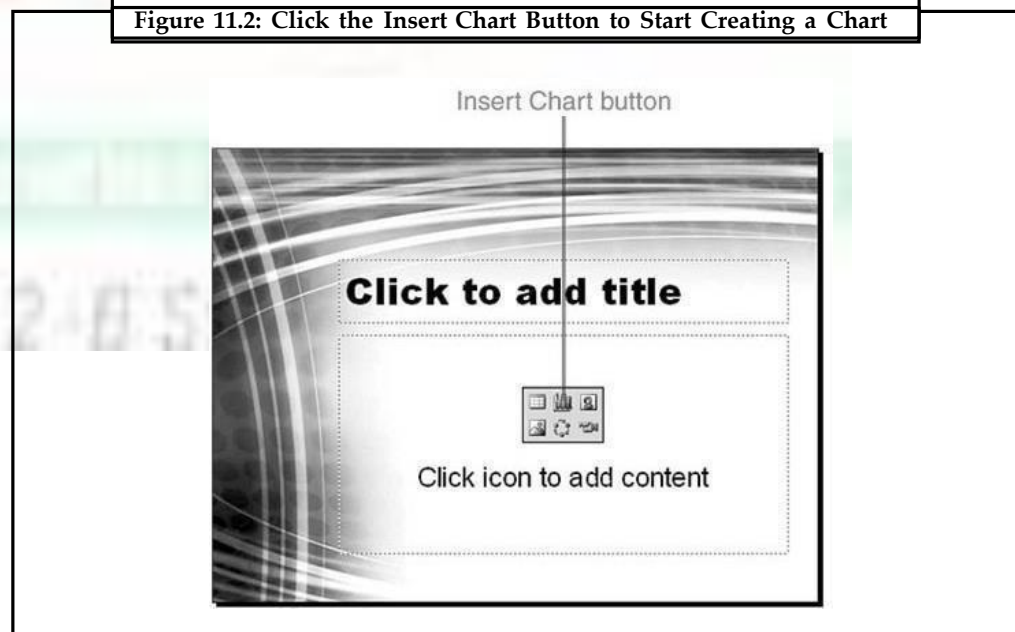 Figure 11.2: Click the Insert Chart Button to Start Creating a Chart
Insert Chart button
Click to add title
Click icon to add content